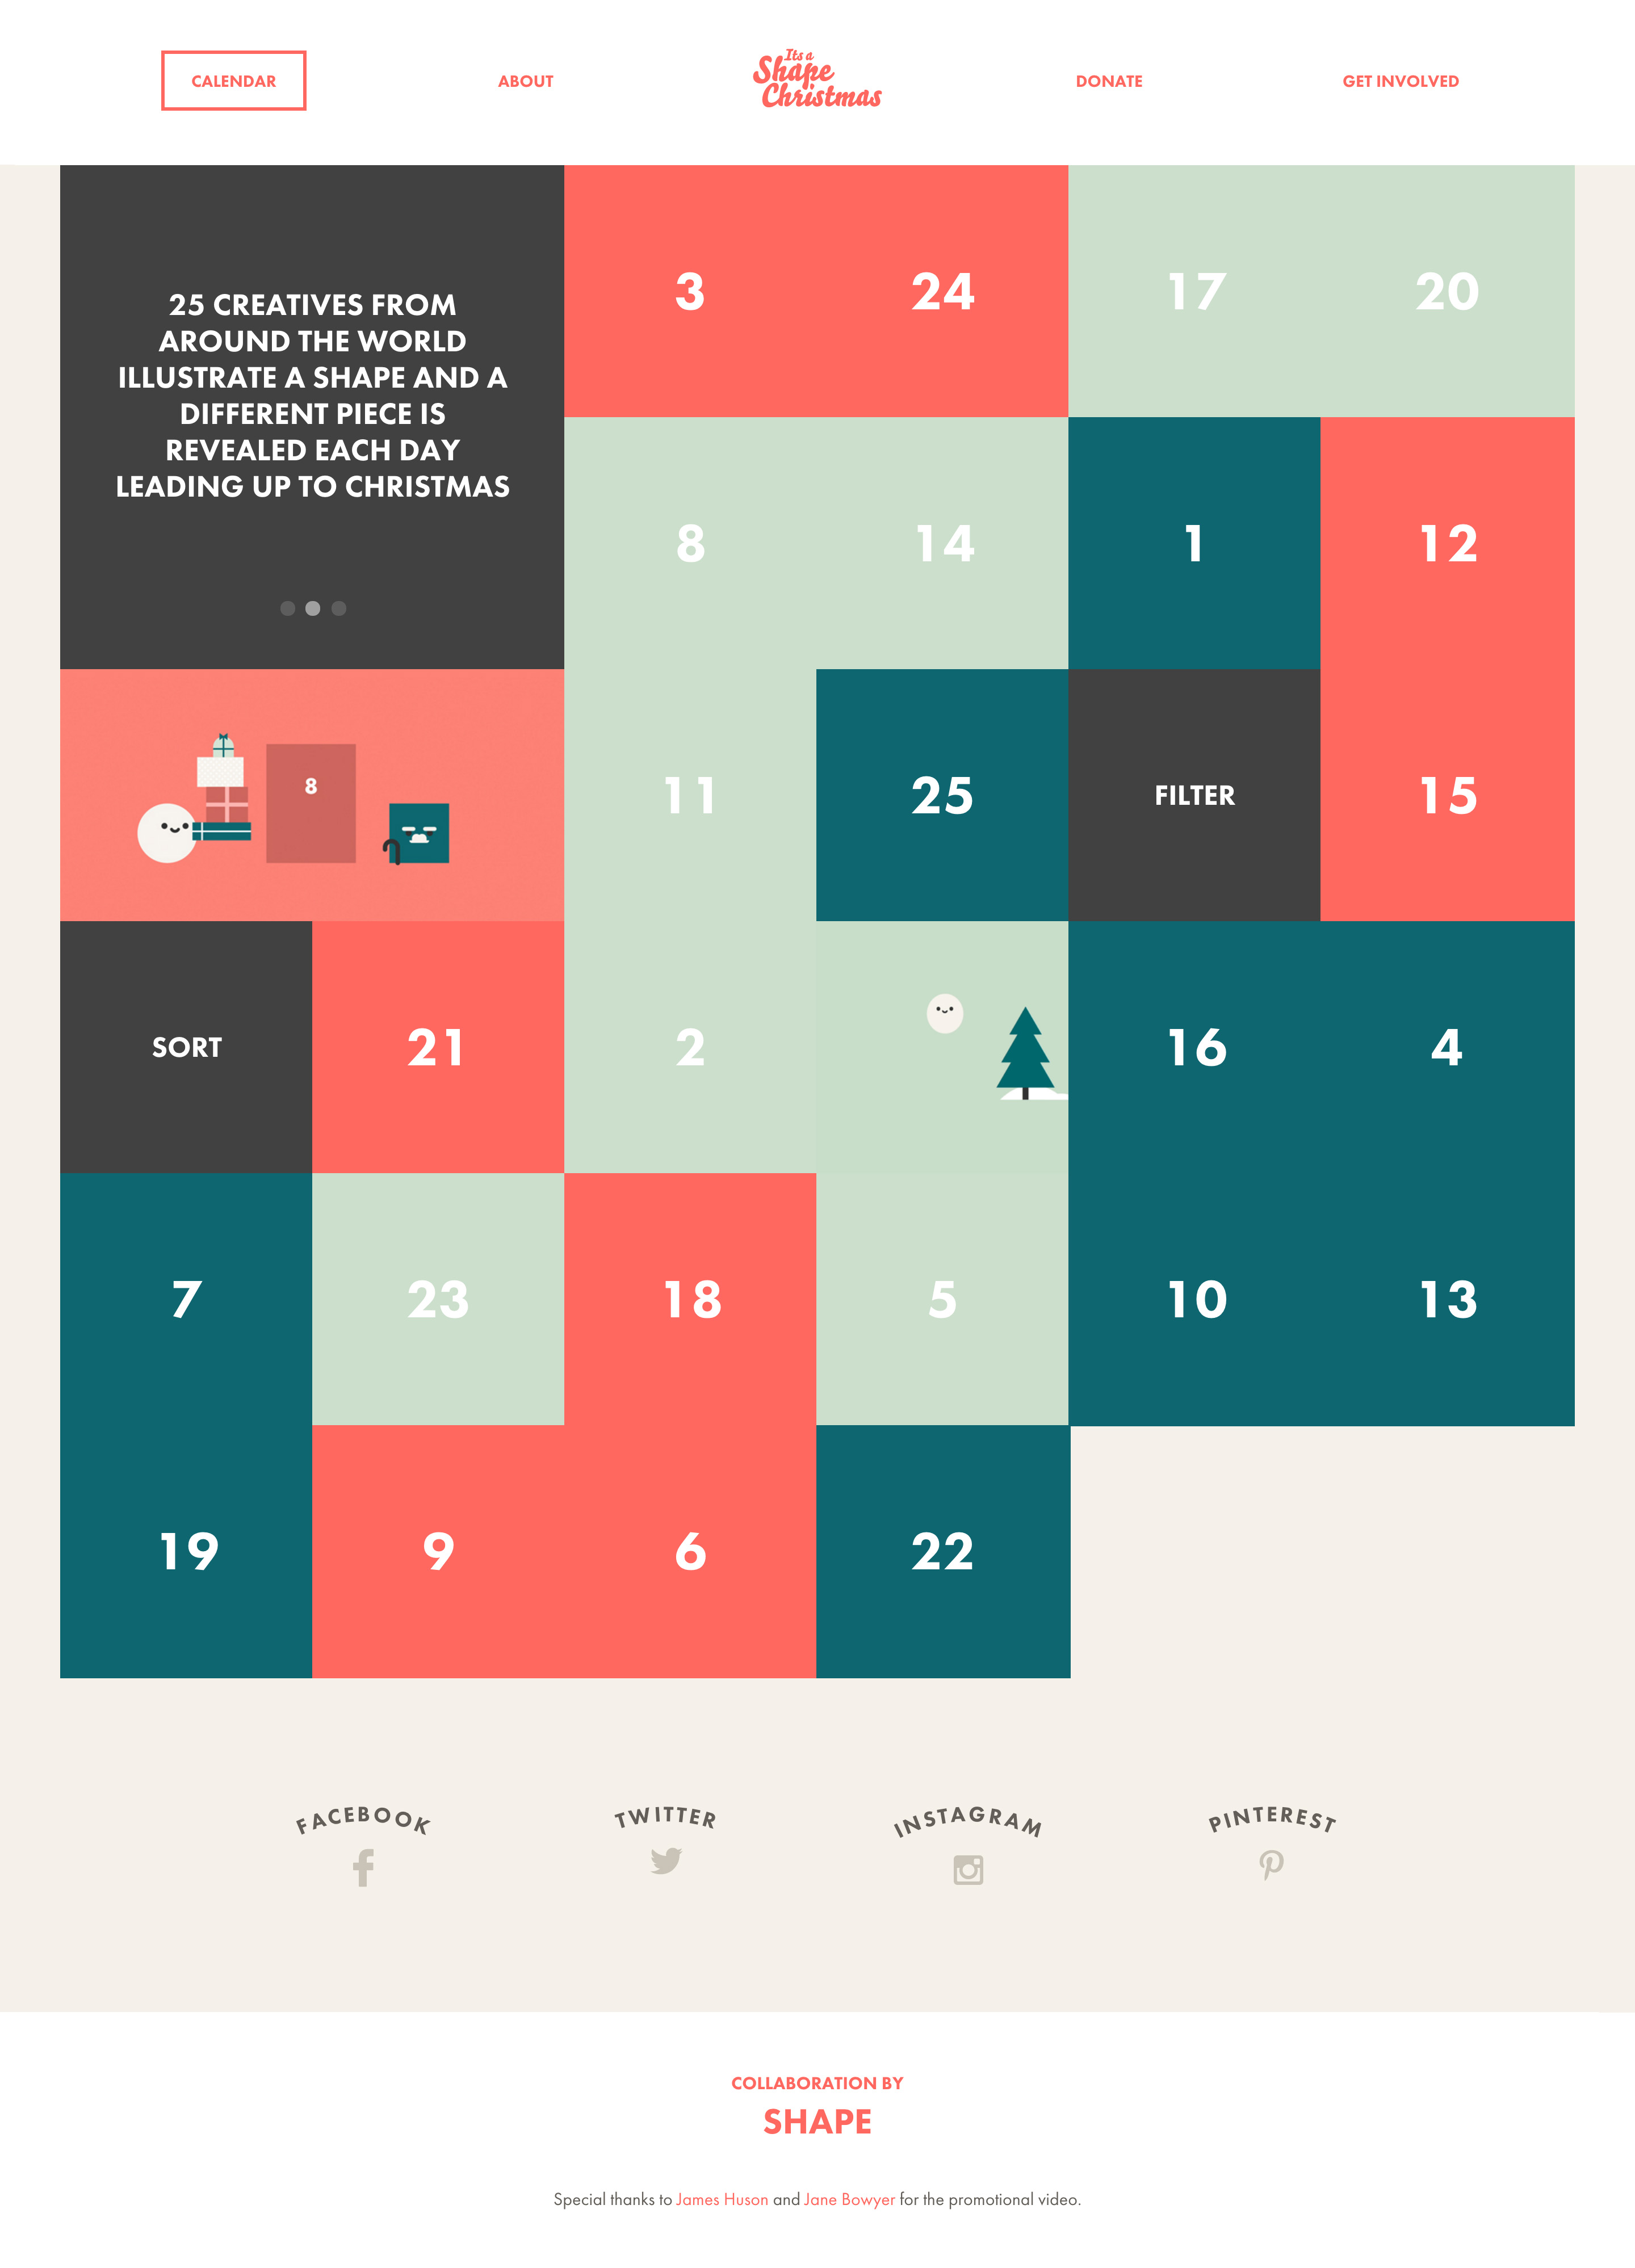 CALENDAR
ABOUT
Its a
Shape
Christmas
DONATE
GET INVOLVED
25 CREATIVES FROM
AROUND THE WORLD
ILLUSTRATE A SHAPE AND A
DIFFERENT PIECE IS
REVEALED EACH DAY
LEADING UP TO CHRISTMAS
3
24
17
20
8
14
1
12
8
11
25
FILTER
15
SORT
21
2
16
4
7
23
18
5
10
13
19
9
6
22
FACEBOOK
TWITTER
INSTAGRAM
PINTEREST
COLLABORATION BY
SHAPE
Special thanks to James Huson and Jane Bowyer for the promotional video.